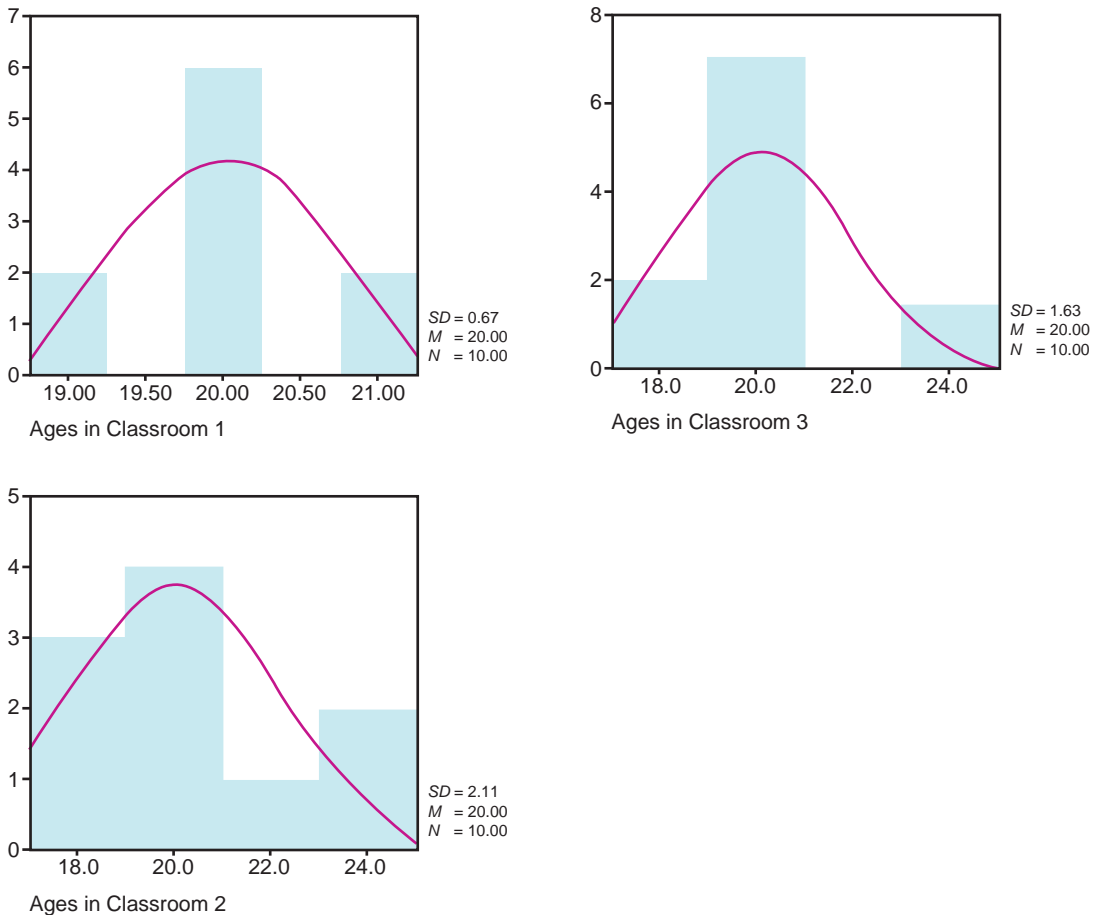 7
6
5
4
3
2
1
0
19.00 19.50 20.00 20.50 21.00
SD = 0.67
M = 20.00
N = 10.00
Ages in Classroom 1
8
6
4
2
0
18.0 20.0 22.0 24.0
SD = 1.63
M = 20.00
N = 10.00
Ages in Classroom 3
5
4
3
2
1
0
18.0 20.0 22.0 24.0
SD = 2.11
M = 20.00
N = 10.00
Ages in Classroom 2